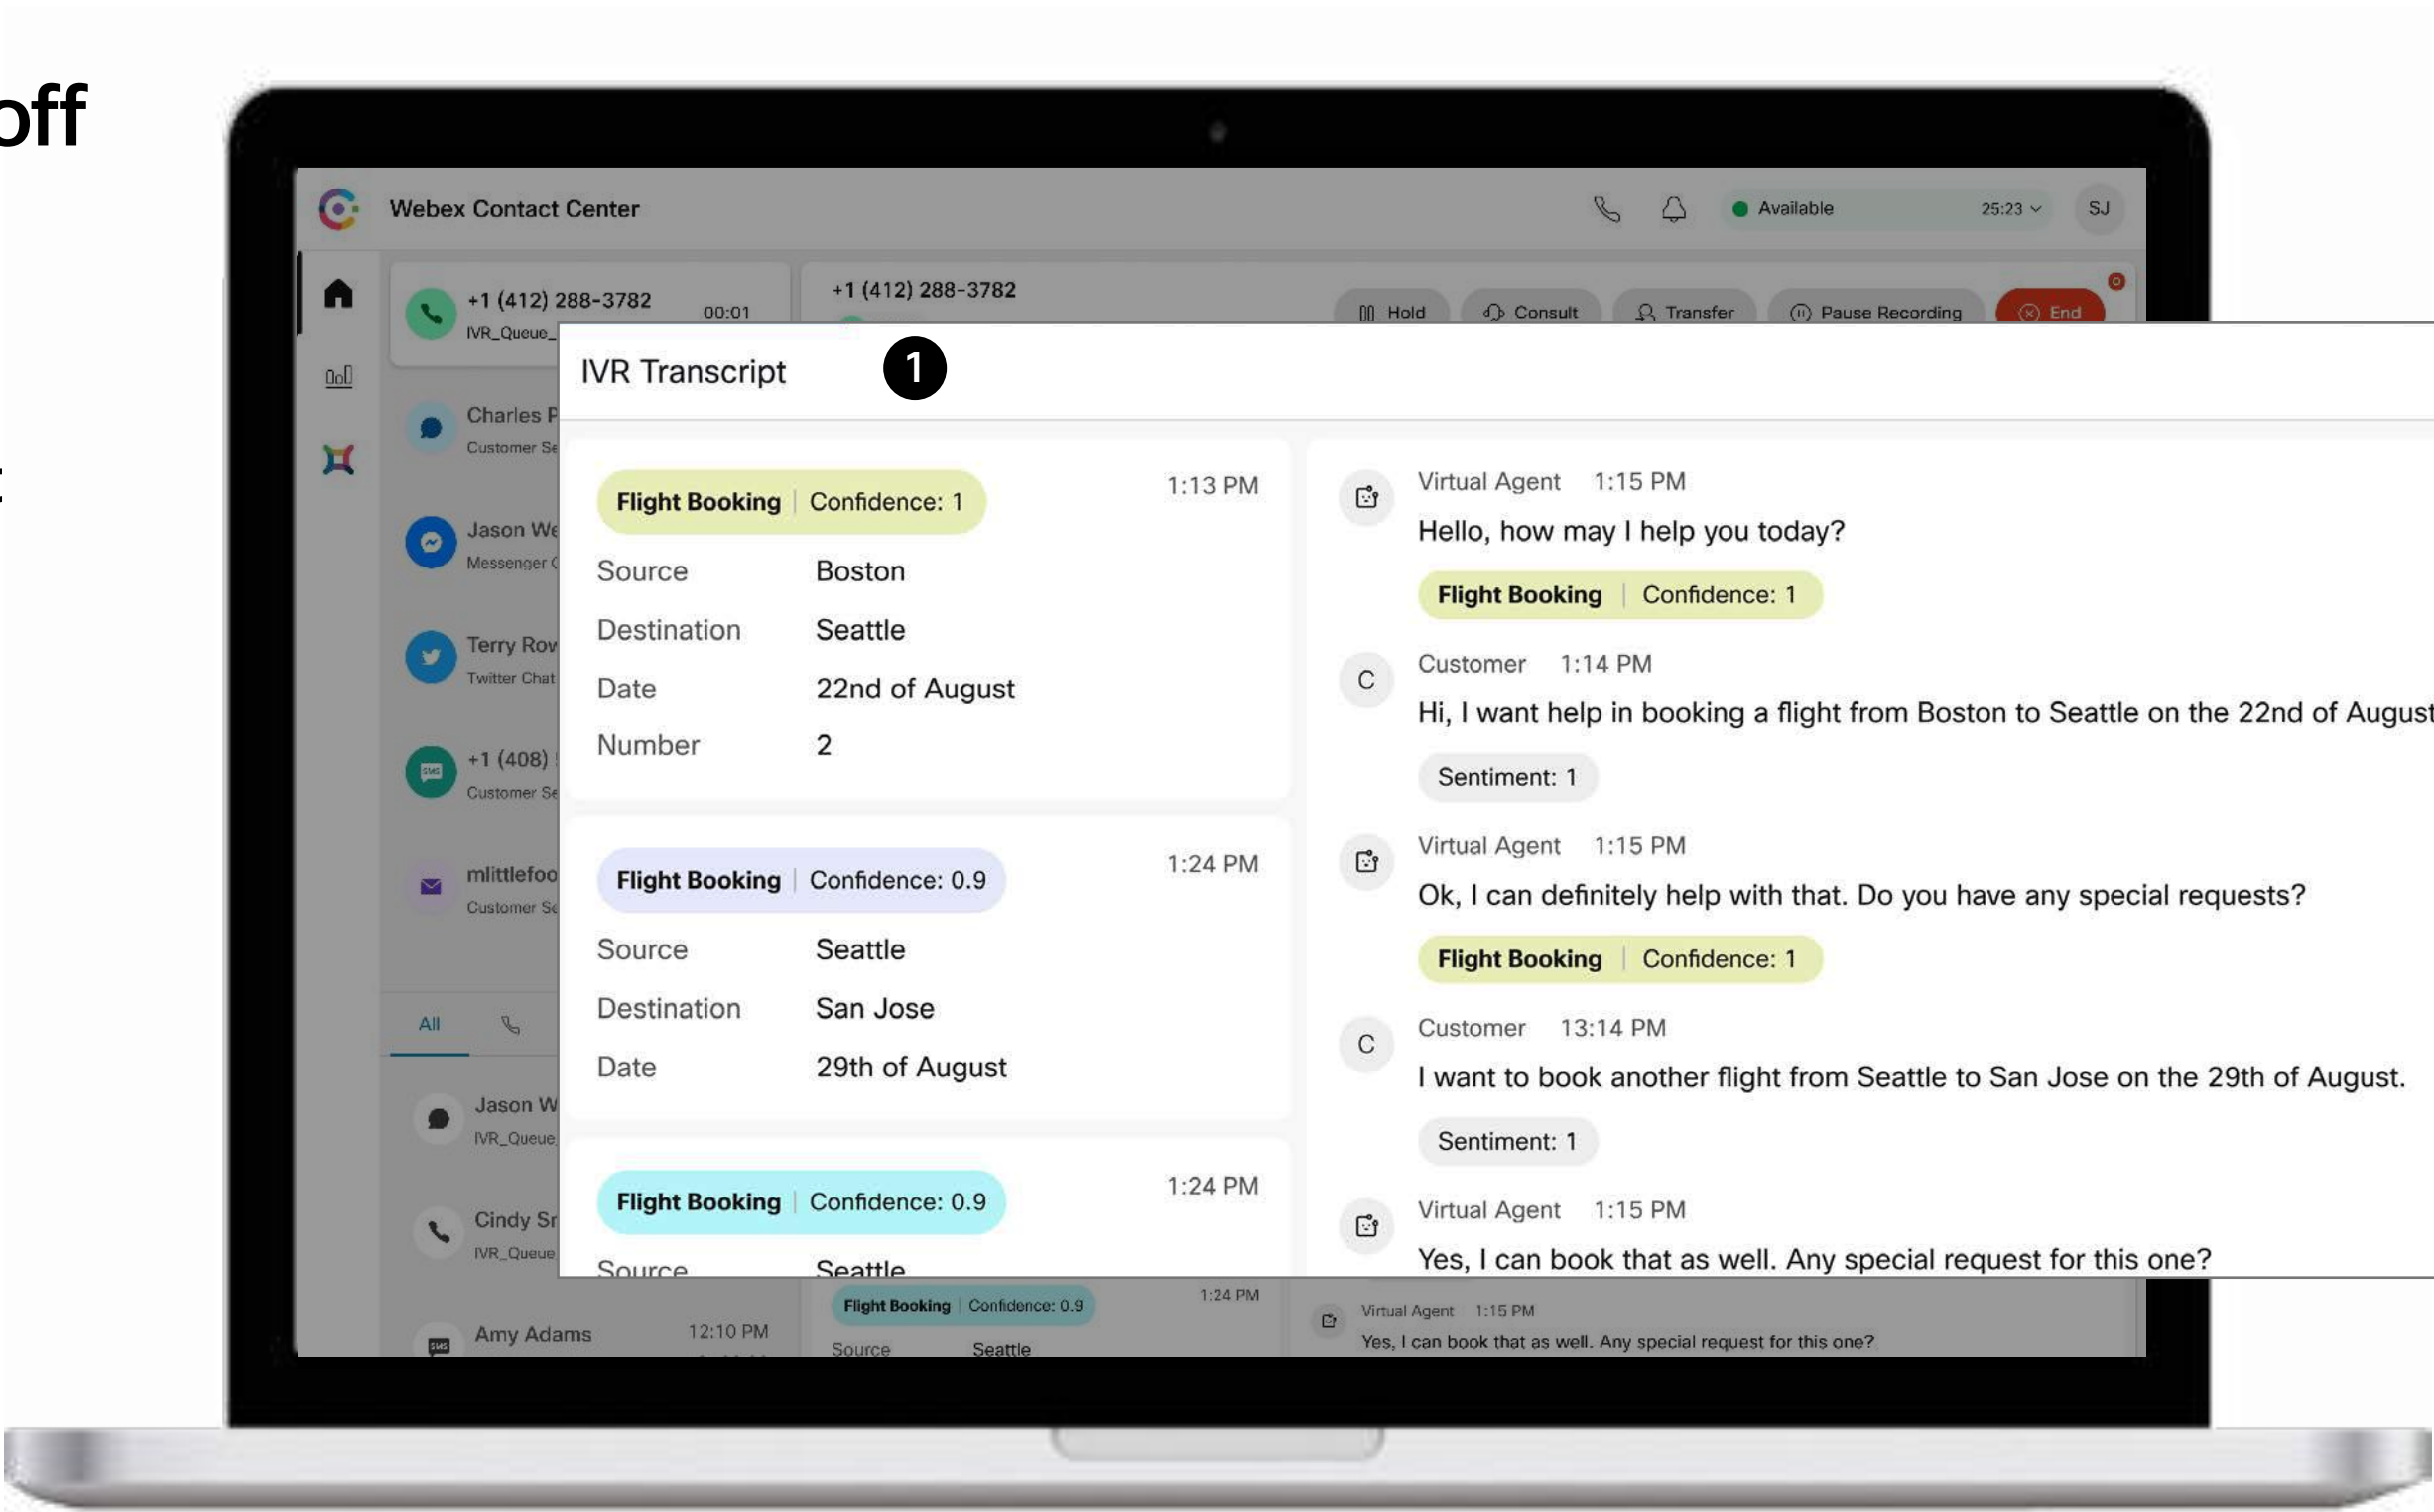 off
Webex Contact Center
Available 25:23 SJ
+1 (412) 288-3782 00:01
IVR_Queue_
+1 (412) 288-3782
Hold Consult Transfer Pause Recording End
Charles P
Customer Se
Jason We
Messenger C
Terry Row
Twitter Chat
+1 (408)
Customer Se
mlittlefoo
Customer Se
All
Jason W
IVR_Queue
Cindy Sr
IVR_Queue
Amy Adams 12:10 PM
IVR Transcript 1
Flight Booking | Confidence: 1 1:13 PM
Source Boston
Destination Seattle
Date 22nd of August
Number 2
Flight Booking | Confidence: 0.9 1:24 PM
Source Seattle
Destination San Jose
Date 29th of August
Flight Booking | Confidence: 0.9 1:24 PM
Source Seattle
Virtual Agent 1:15 PM
Hello, how may I help you today?
Flight Booking | Confidence: 1
Customer 1:14 PM
C
Hi, I want help in booking a flight from Boston to Seattle on the 22nd of August
Sentiment: 1
Virtual Agent 1:15 PM
Ok, I can definitely help with that. Do you have any special requests?
Flight Booking | Confidence: 1
Customer 13:14 PM
C
I want to book another flight from Seattle to San Jose on the 29th of August.
Sentiment: 1
Virtual Agent 1:15 PM
Yes, I can book that as well. Any special request for this one?
Flight Booking | Confidence: 0.9 1:24 PM
Source Seattle
Virtual Agent 1:15 PM
Yes, I can book that as well. Any special request for this one?